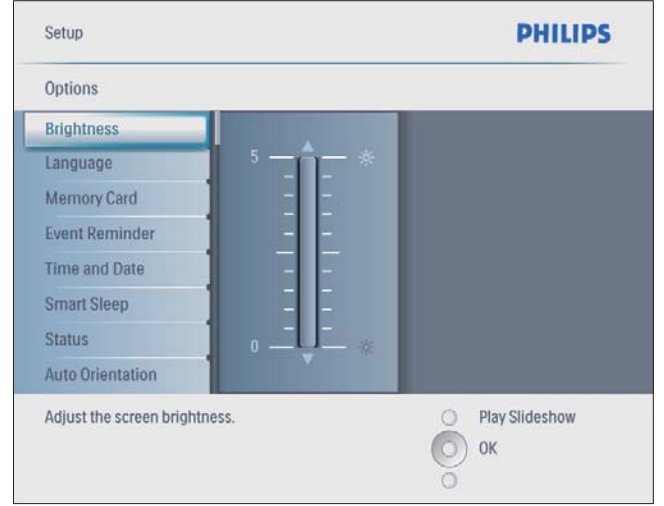 Setup
PHILIPS
Options
Brightness
Language
Memory Card
Event Reminder
Time and Date
Smart Sleep
Status
Auto Orientation
5
0
Adjust the screen brightness.
Play Slideshow
OK